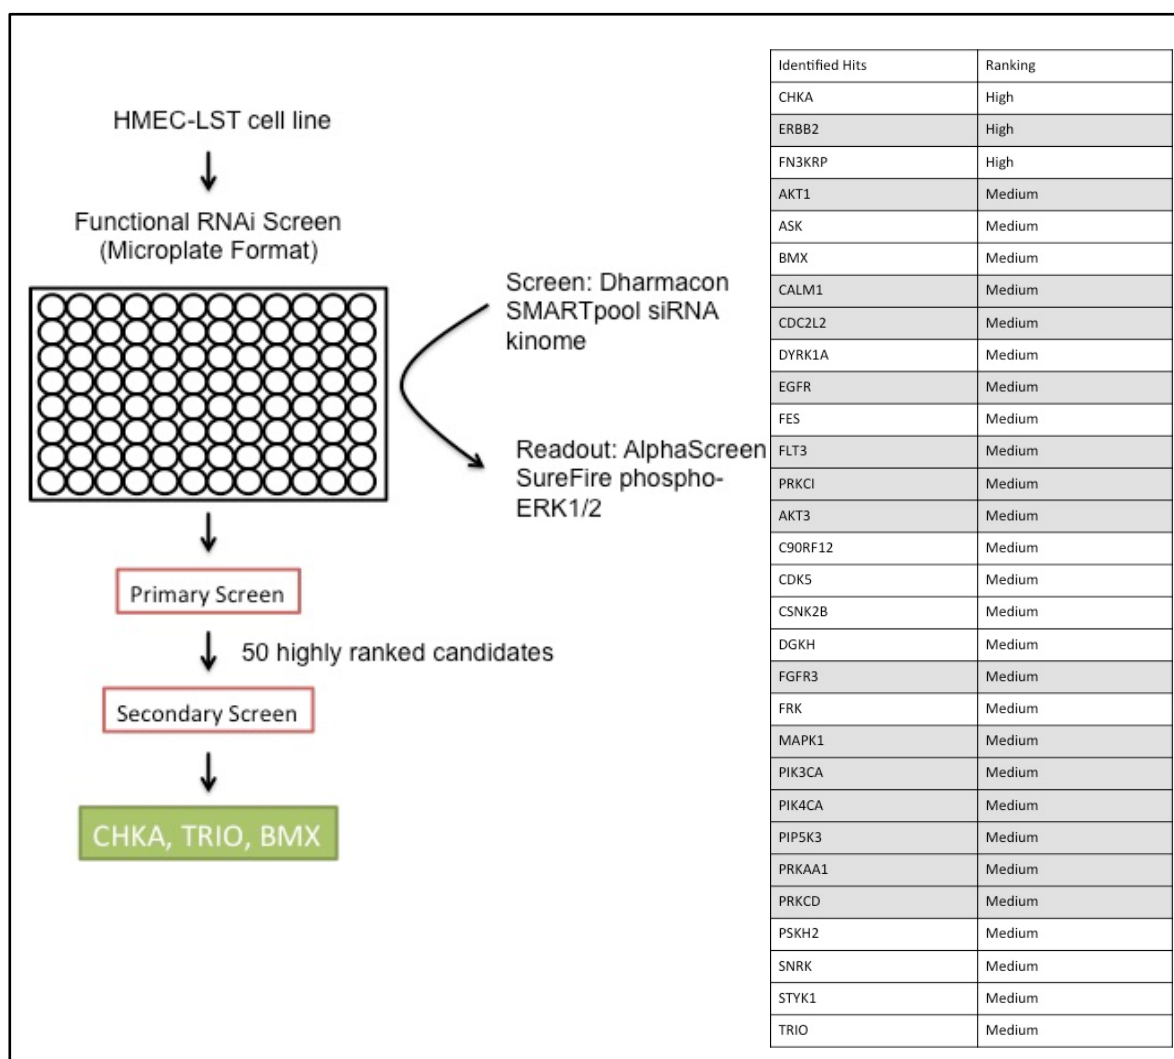 HMEC-LST cell line
Functional RNAi Screen
(Microplate Format)
Screen: Dharmacon
SMARTpool siRNA
kinome
Readout: AlphaScreen
SureFire phospho-
ERK1/2
Primary Screen
50 highly ranked candidates
Secondary Screen
CHKA, TRIO, BMX
Identified Hits Ranking
CHKA High
ERBB2 High
FN3KRP High
AKT1 Medium
ASK Medium
BMX Medium
CALM1 Medium
CDC2L2 Medium
DYRK1A Medium
EGFR Medium
FES Medium
FLT3 Medium
PRKCI Medium
AKT3 Medium
C90RF12 Medium
CDK5 Medium
CSNK2B Medium
DGKH Medium
FGFR3 Medium
FRK Medium
MAPK1 Medium
PIK3CA Medium
PIK4CA Medium
PIP5K3 Medium
PRKAA1 Medium
PRKCD Medium
PSKH2 Medium
SNRK Medium
STYK1 Medium
TRIO Medium